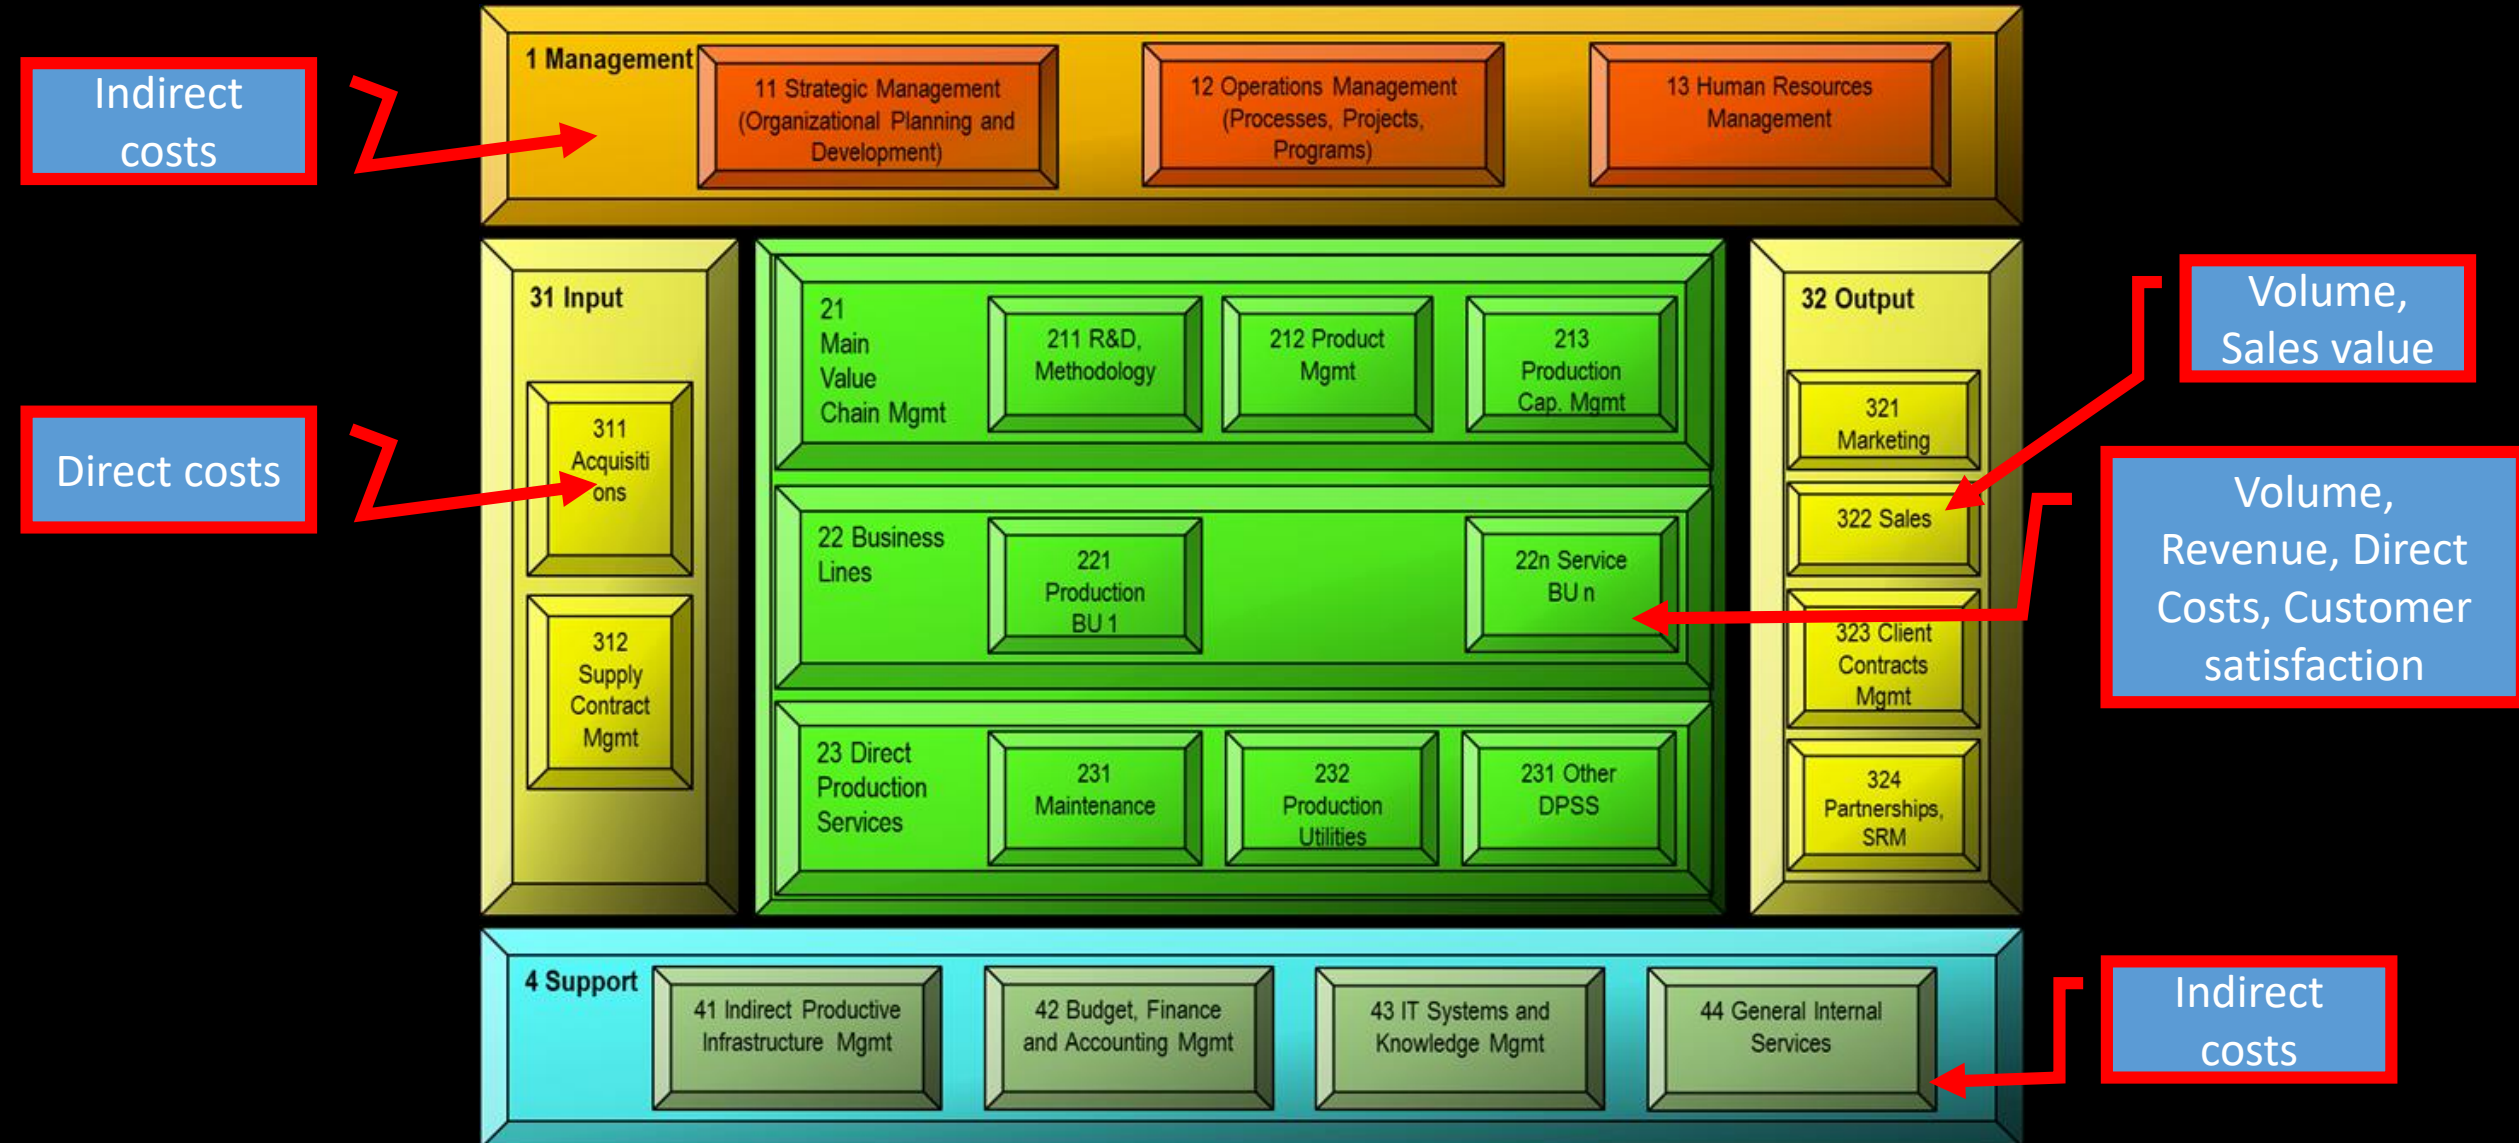 1 Management
11 Strategic Management
(Organizational Planning and
Development)
12 Operations Management
(Processes, Projects,
Programs)
13 Human Resources
Management
Indirect
costs
31 Input
311
Acquisiti
ons
312
Supply
Contract
Mgmt
Direct costs
21
Main
Value
Chain Mgmt
211 R&D,
Methodology
212 Product
Mgmt
213
Production
Cap. Mgmt
22 Business
Lines
221
Production
BU 1
22n Service
BU n
23 Direct
Production
Services
231
Maintenance
232
Production
Utilities
231 Other
DPSS
32 Output
321
Marketing
322 Sales
323 Client
Contracts
Mgmt
324
Partnerships,
SRM
Volume,
Sales value
Volume,
Revenue, Direct
Costs, Customer
satisfaction
4 Support
41 Indirect Productive
Infrastructure Mgmt
42 Budget, Finance
and Accounting Mgmt
43 IT Systems and
Knowledge Mgmt
44 General Internal
Services
Indirect
costs